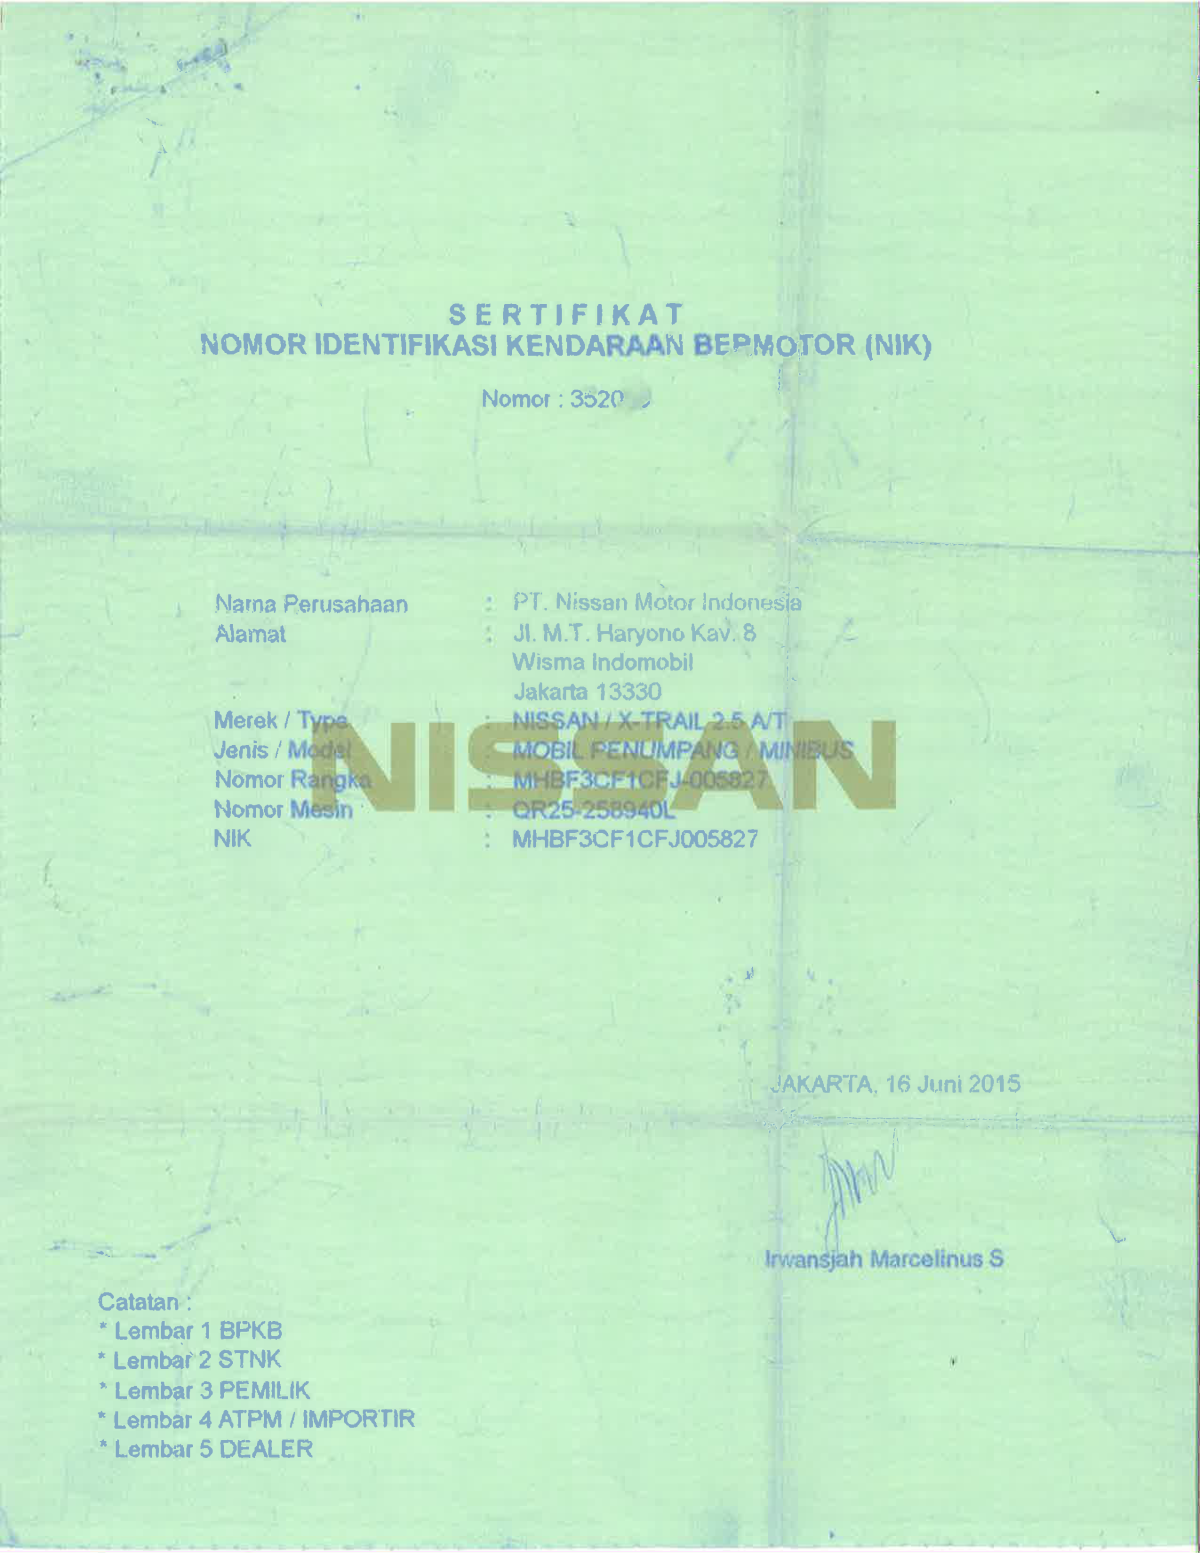 SERTIFIKAT
NOMOR IDENTIFIKASI KENDARAAN BERMOTOR (NIK)
Nomor : 3520
Nama Perusahaan : PT. Nissan Motor Indonesia
Alamat : Jl. M.T. Haryono Kav. 8
Wisma Indomobil
Jakarta 13330
Merek / Type : NISSAN / X-TRAIL 2.5 A/T
Jenis / Model : MOBIL PENUMPANG / MINIBUS
Nomor Rangka : MHBF3CF1CFJ-005827
Nomor Mesin : QR25-258940L
NIK : MHBF3CF1CFJ005827
NISSAN
JAKARTA, 16 Juni 2015
Irwansjah Marcelinus S
Catatan :
* Lembar 1 BPKB
* Lembar 2 STNK
* Lembar 3 PEMILIK
* Lembar 4 ATPM / IMPORTIR
* Lembar 5 DEALER